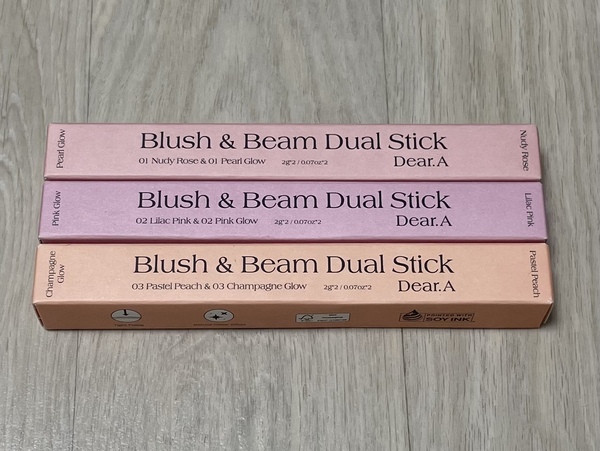 Pearl Glow
Blush & Beam Dual Stick
01 Nudy Rose & 01 Pearl Glow 2g*2 / 0.07oz*2
Dear.A
Nudy Rose
Pink Glow
Blush & Beam Dual Stick
02 Lilac Pink & 02 Pink Glow 2g*2 / 0.07oz*2
Dear.A
Lilac Pink
Champagne
Glow
Blush & Beam Dual Stick
03 Pastel Peach & 03 Champagne Glow 2g*2 / 0.07oz*2
Dear.A
Pastel Peach
PRINTED WITH
SOY INK